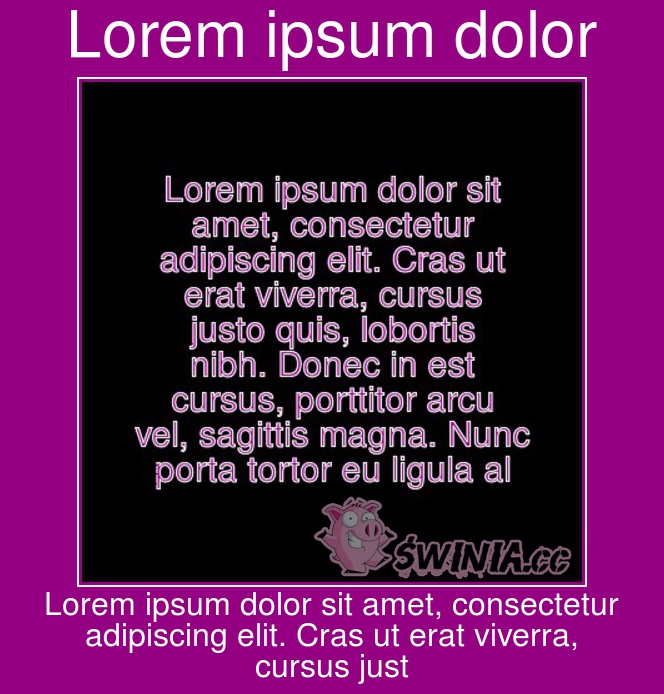 Lorem ipsum dolor
Lorem ipsum dolor sit
amet, consectetur
adipiscing elit. Cras ut
erat viverra, cursus
justo quis, lobortis
nibh. Donec in est
cursus, porttitor arcu
vel, sagittis magna. Nunc
porta tortor eu ligula al
ŚWINIA.cc
Lorem ipsum dolor sit amet, consectetur
adipiscing elit. Cras ut erat viverra,
cursus just